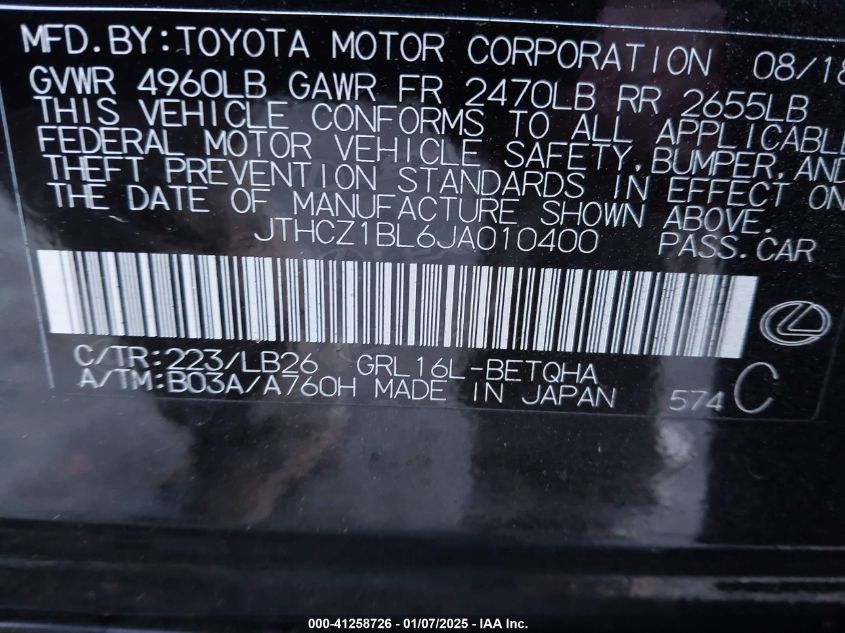 MFD.BY:TOYOTA MOTOR CORPORATION 08/18
GVWR 4960LB GAWR FR 2470LB RR 2655LB
THIS VEHICLE CONFORMS TO ALL APPLICABLE
FEDERAL MOTOR VEHICLE SAFETY, BUMPER, AND
THEFT PREVENTION STANDARDS IN EFFECT ON
THE DATE OF MANUFACTURE SHOWN ABOVE.
JTHCZ1BL6JA010400 PASS.CAR
C/TR:223/LB26 GRL16L-BETQHA
A/TM:B03A/A760H MADE IN JAPAN 574 C
000-41258726 | 01/07/2025 - IAA Inc.